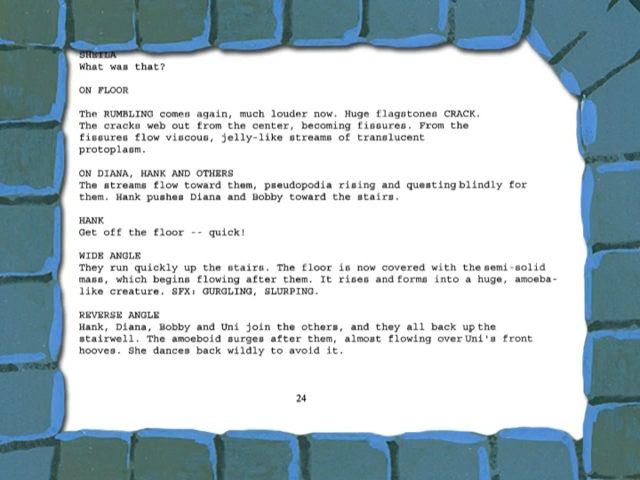 SHEILA
What was that?
ON FLOOR
The RUMBLING comes again, much louder now. Huge flagstones CRACK.
The cracks web out from the center, becoming fissures. From the
fissures flow viscous, jelly-like streams of translucent
protoplasm.
ON DIANA, HANK AND OTHERS
The streams flow toward them, pseudopodia rising and questing blindly for
them. Hank pushes Diana and Bobby toward the stairs.
HANK
Get off the floor -- quick!
WIDE ANGLE
They run quickly up the stairs. The floor is now covered with the semi-solid
mass, which begins flowing after them. It rises and forms into a huge, amoeba-
like creature. SFX: GURGLING, SLURPING.
REVERSE ANGLE
Hank, Diana, Bobby and Uni join the others, and they all back up the
stairwell. The amoeboid surges after them, almost flowing over Uni's front
hooves. She dances back wildly to avoid it.
24